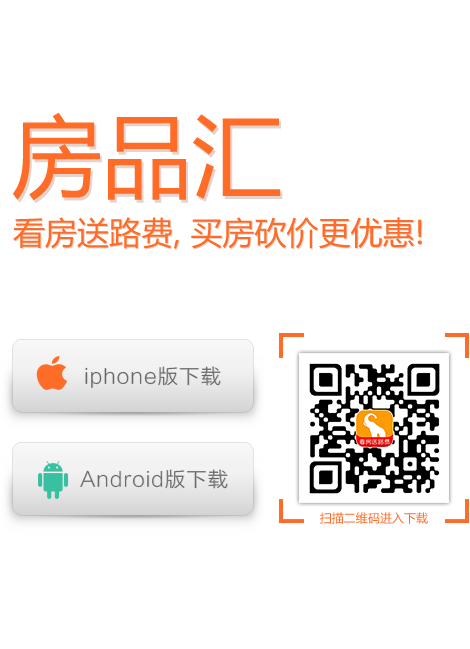 房品汇
看房送路费, 买房砍价更优惠!
iphone版下载
Android版下载
看房送路费
扫描二维码进入下载